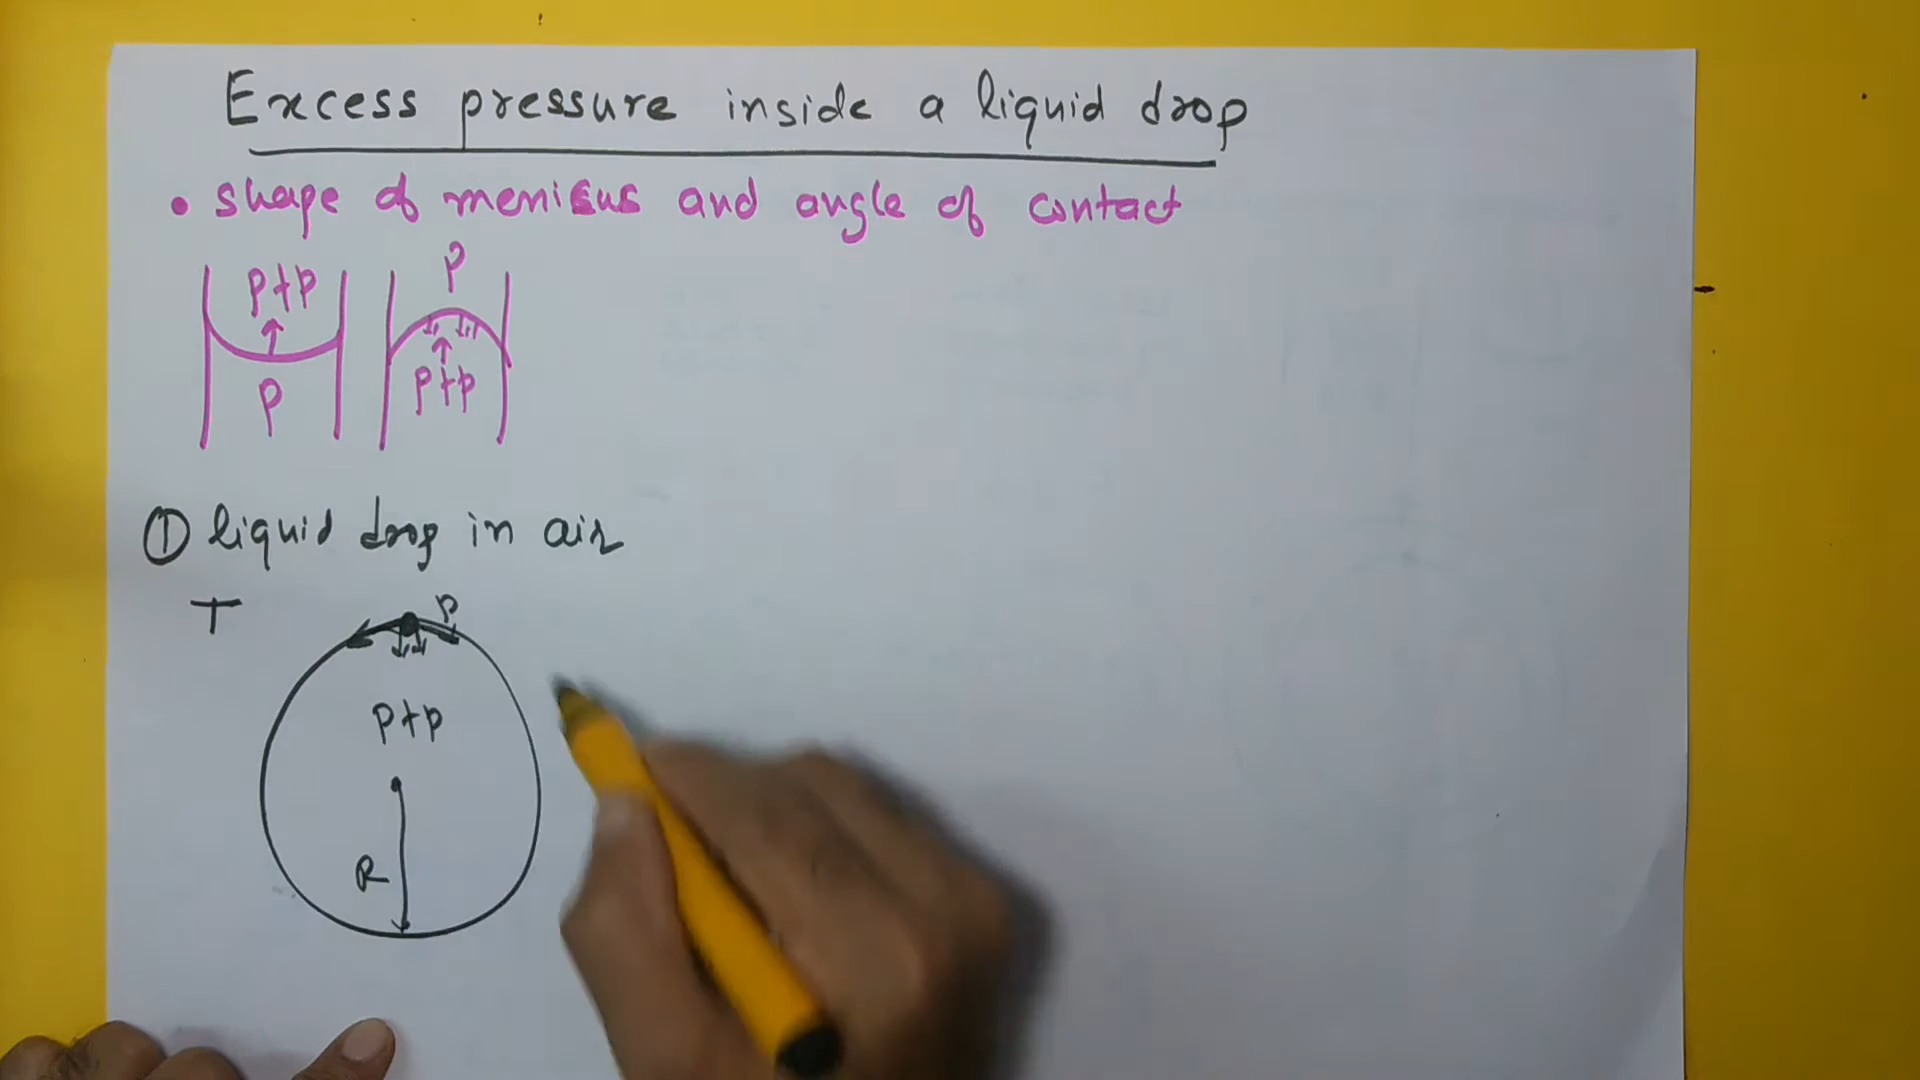 Excess pressure inside a liquid drop
• shape of meniscus and angle of contact
P+p P
P P+p
① liquid drop in air
T P
P+p
R